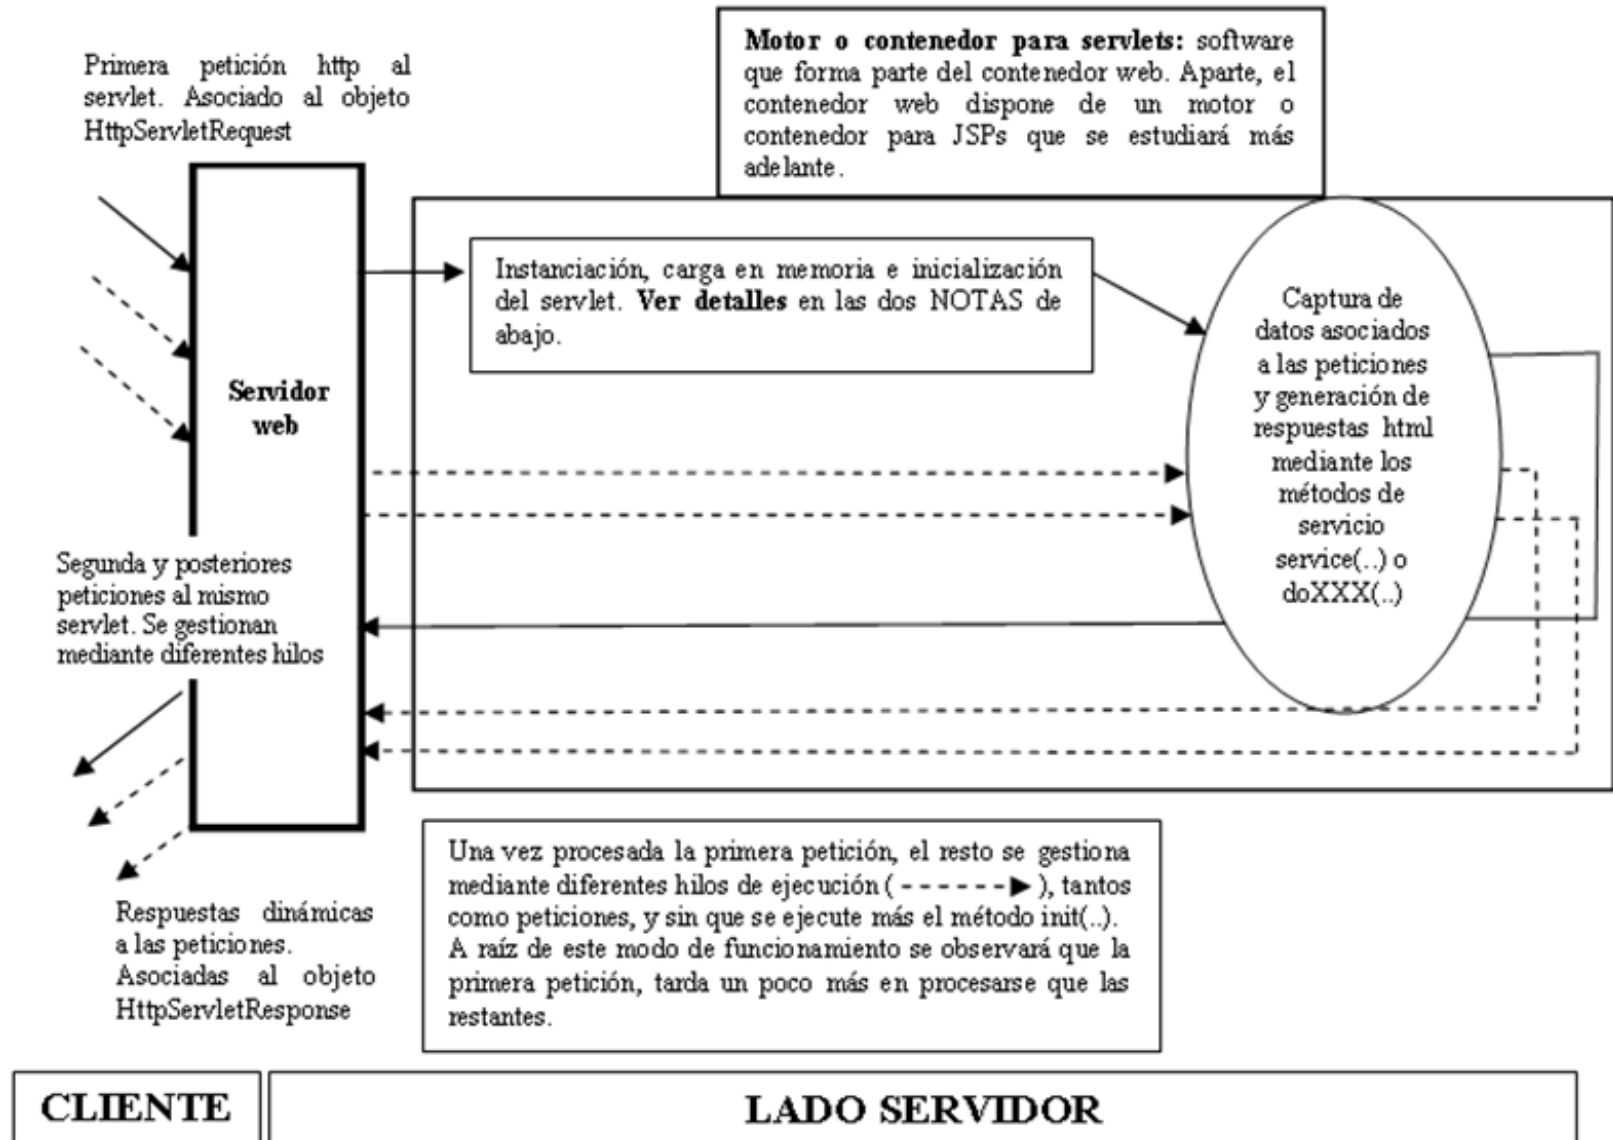 Primera petición http al
servlet. Asociado al objeto
HttpServletRequest
Motor o contenedor para servlets: software
que forma parte del contenedor web. Aparte, el
contenedor web dispone de un motor o
contenedor para JSPs que se estudiará más
adelante.
Instanciación, carga en memoria e inicialización
del servlet. Ver detalles en las dos NOTAS de
abajo.
Captura de
datos asociados
a las peticiones
y generación de
respuestas html
mediante los
métodos de
servicio
service(..) o
doXXX(..)
Servidor
web
Segunda y posteriores
peticiones al mismo
servlet. Se gestionan
mediante diferentes hilos
Una vez procesada la primera petición, el resto se gestiona
mediante diferentes hilos de ejecución ( ), tantos
como peticiones, y sin que se ejecute más el método init(..).
A raíz de este modo de funcionamiento se observará que la
primera petición, tarda un poco más en procesarse que las
restantes.
Respuestas dinámicas
a las peticiones.
Asociadas al objeto
HttpServletResponse
CLIENTE
LADO SERVIDOR